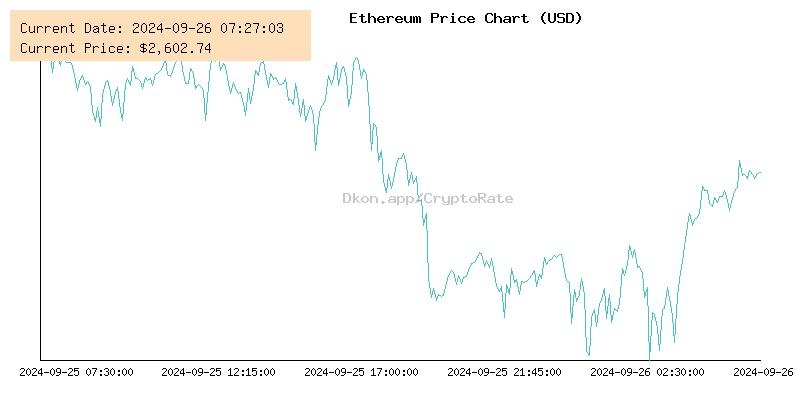 Ethereum Price Chart (USD)
Current Date: 2024-09-26 07:27:03
Current Price: $2,602.74
Dkon.app/CryptoRate
2024-09-25 07:30:00
2024-09-25 12:15:00
2024-09-25 17:00:00
2024-09-25 21:45:00
2024-09-26 02:30:00
2024-09-26